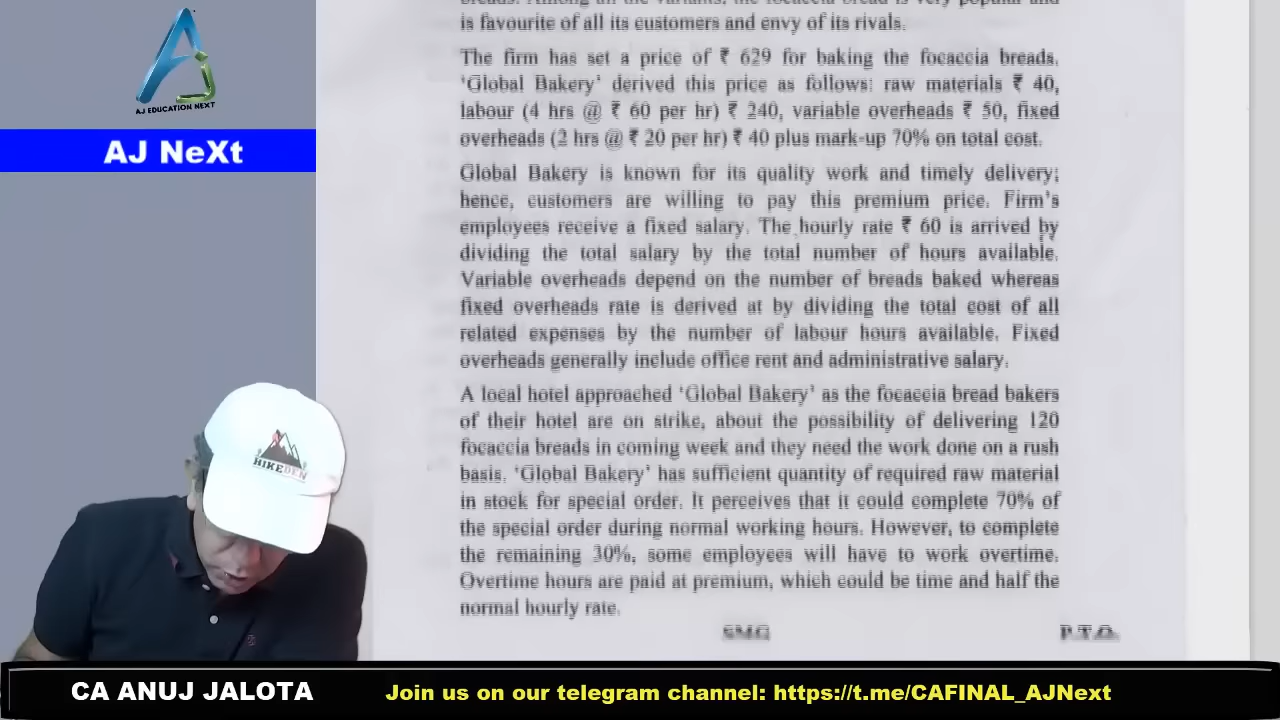 breads. Among all the variants, the focaccia bread is very popular and
is favourite of all its customers and envy of its rivals.
The firm has set a price of ₹ 629 for baking the focaccia breads.
‘Global Bakery’ derived this price as follows: raw materials ₹ 40,
labour (4 hrs @ ₹ 60 per hr) ₹ 240, variable overheads ₹ 50, fixed
overheads (2 hrs @ ₹ 20 per hr) ₹ 40 plus mark-up 70% on total cost.
Global Bakery is known for its quality work and timely delivery;
hence, customers are willing to pay this premium price. Firm's
employees receive a fixed salary. The hourly rate ₹ 60 is arrived by
dividing the total salary by the total number of hours available.
Variable overheads depend on the number of breads baked whereas
fixed overheads rate is derived at by dividing the total cost of all
related expenses by the number of labour hours available. Fixed
overheads generally include office rent and administrative salary.
A local hotel approached ‘Global Bakery’ as the focaccia bread bakers
of their hotel are on strike, about the possibility of delivering 120
focaccia breads in coming week and they need the work done on a rush
basis. ‘Global Bakery’ has sufficient quantity of required raw material
in stock for special order. It perceives that it could complete 70% of
the special order during normal working hours. However, to complete
the remaining 30%, some employees will have to work overtime.
Overtime hours are paid at premium, which could be time and half the
normal hourly rate.
SMG P.T.O.
AJ EDUCATION NEXT
AJ NeXt
HIKEDEN
CA ANUJ JALOTA
Join us on our telegram channel: https://t.me/CAFINAL_AJNext